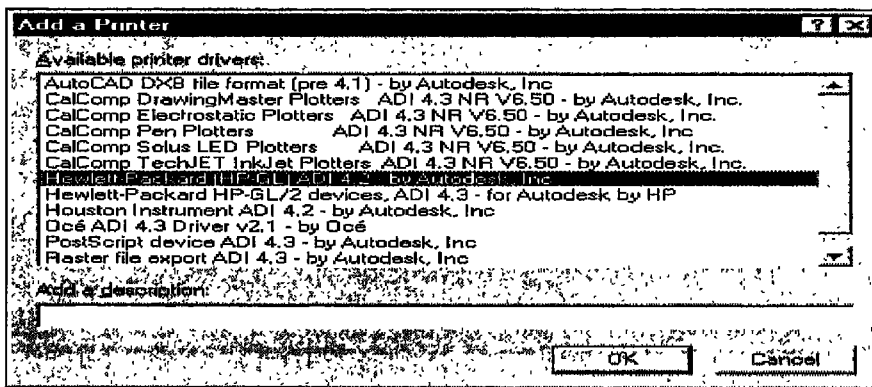 Add a Printer
Available printer drivers:
AutoCAD DXB file format (pre 4.1) - by Autodesk, Inc
CalComp DrawingMaster Plotters ADI 4.3 NR V6.50 - by Autodesk, Inc.
CalComp Electrostatic Plotters ADI 4.3 NR V6.50 - by Autodesk, Inc.
CalComp Pen Plotters ADI 4.3 NR V6.50 - by Autodesk, Inc.
CalComp Solus LED Plotters ADI 4.3 NR V6.50 - by Autodesk, Inc.
CalComp TechJET InkJet Plotters ADI 4.3 NR V6.50 - by Autodesk, Inc.
Hewlett-Packard (HP-GL) ADI 4.2 - by Autodesk, Inc
Hewlett-Packard HP-GL/2 devices, ADI 4.3 - for Autodesk by HP
Houston Instrument ADI 4.2 - by Autodesk, Inc
Océ ADI 4.3 Driver v2.1 - by Océ
PostScript device ADI 4.3 - by Autodesk, Inc
Raster file export ADI 4.3 - by Autodesk, Inc
Add a description:
OK Cancel